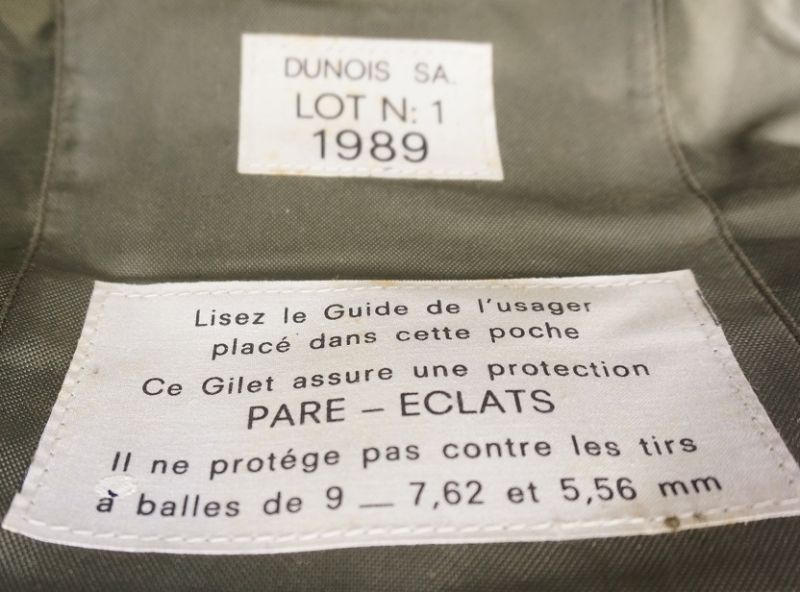 DUNOIS SA.
LOT N: 1
1989
Lisez le Guide de l'usager
placé dans cette poche
Ce Gilet assure une protection
PARE – ECLATS
Il ne protége pas contre les tirs
à balles de 9 — 7,62 et 5,56 mm